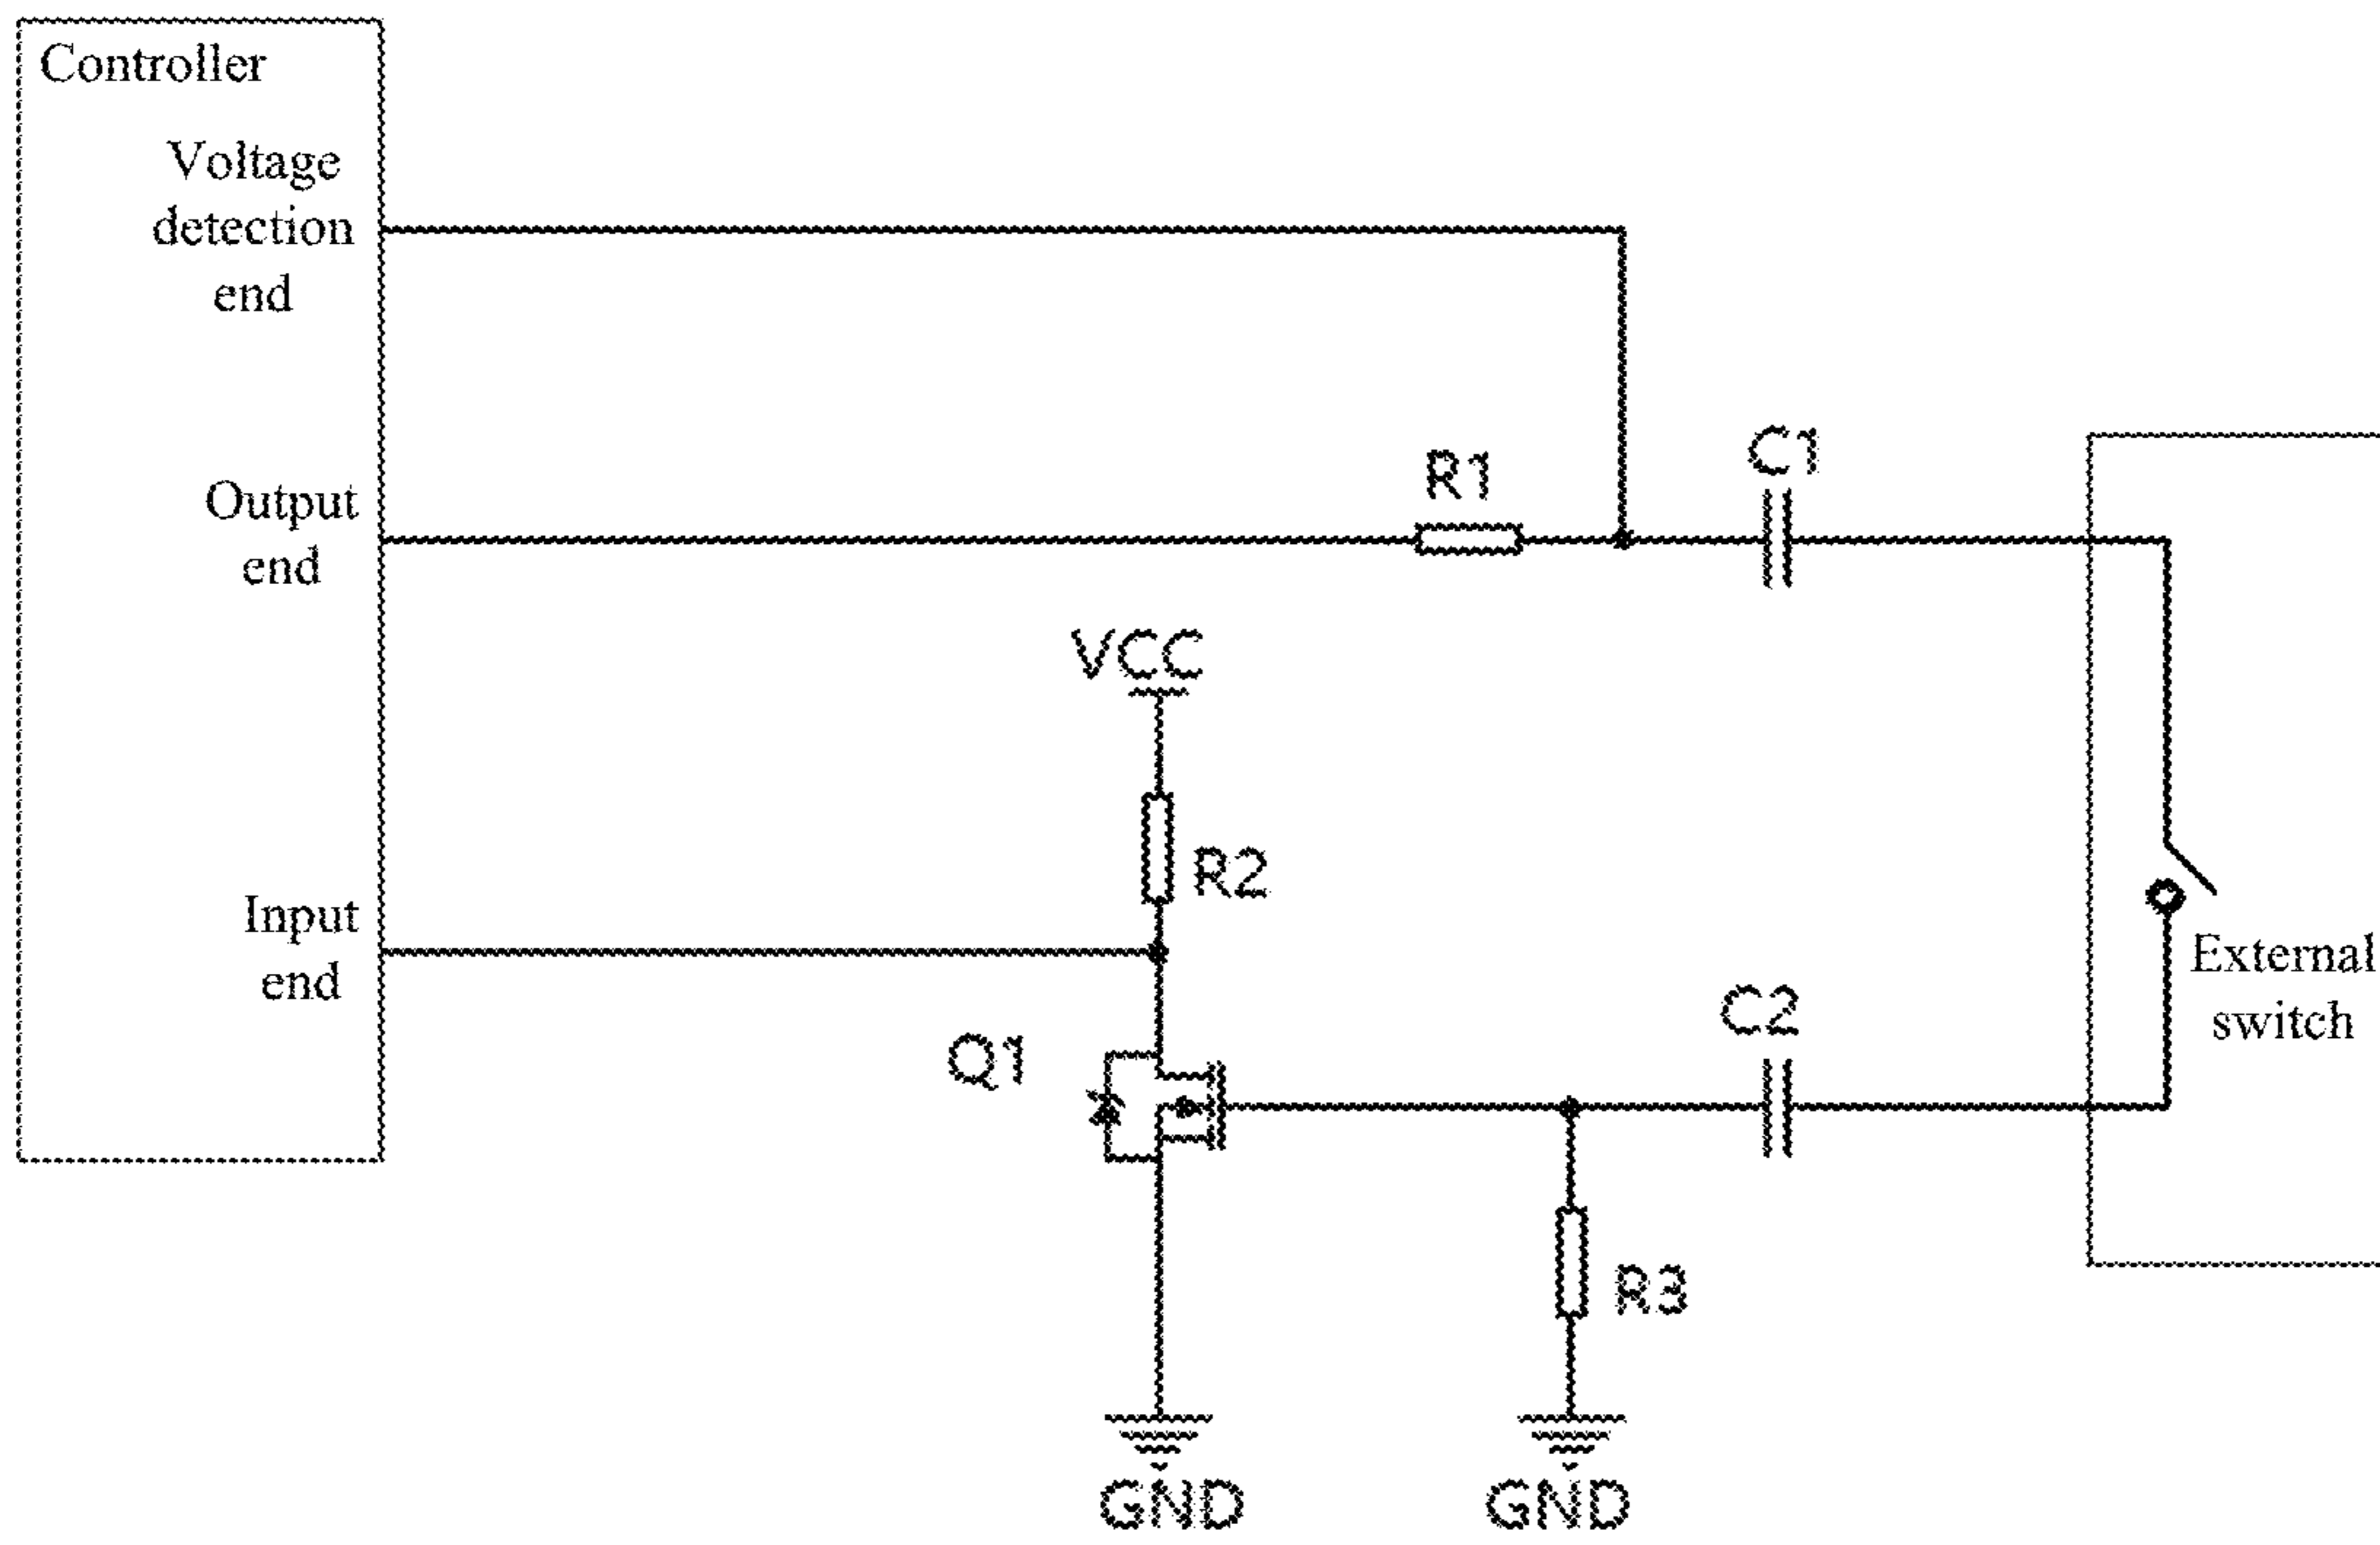 Controller
Voltage
detection
end
Output
end
R1
C1
VCC
R2
Input
end
External
switch
C2
Q1
R3
GND
GND